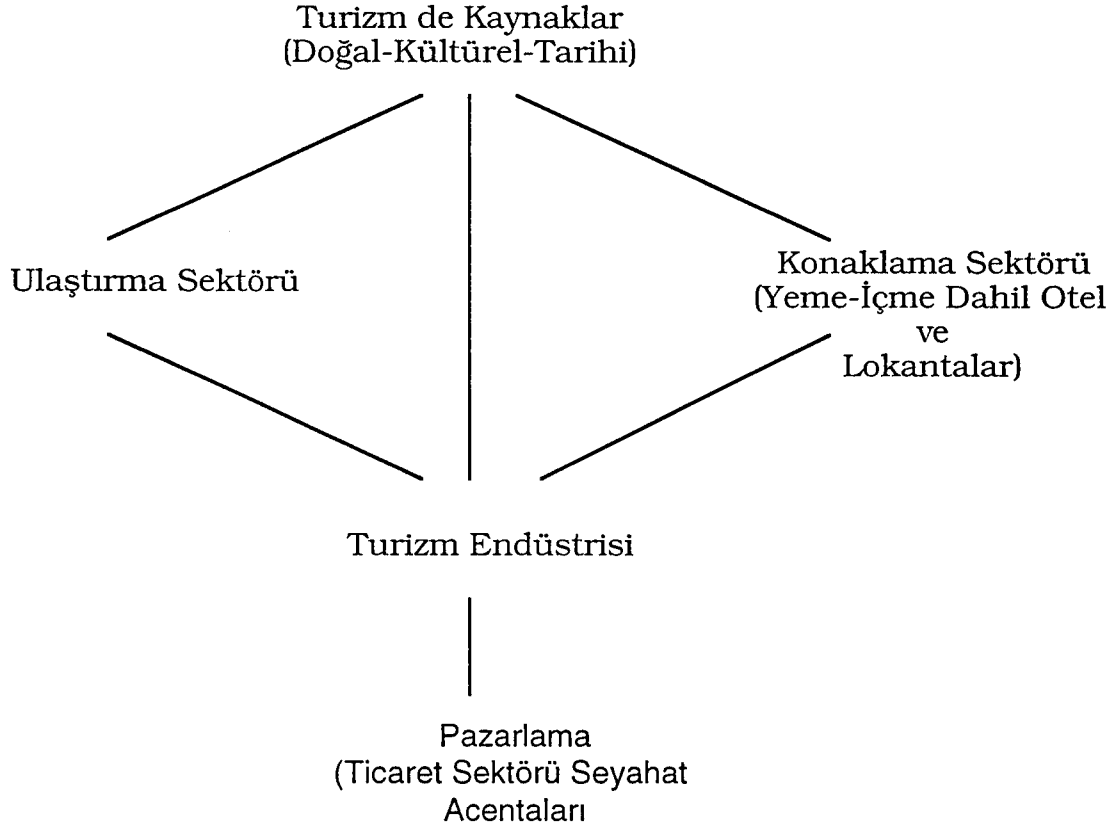 Turizm de Kaynaklar
(Doğal-Kültürel-Tarihi)
Ulaştırma Sektörü
Konaklama Sektörü
(Yeme-İçme Dahil Otel
ve
Lokantalar)
Turizm Endüstrisi
Pazarlama
(Ticaret Sektörü Seyahat
Acentaları